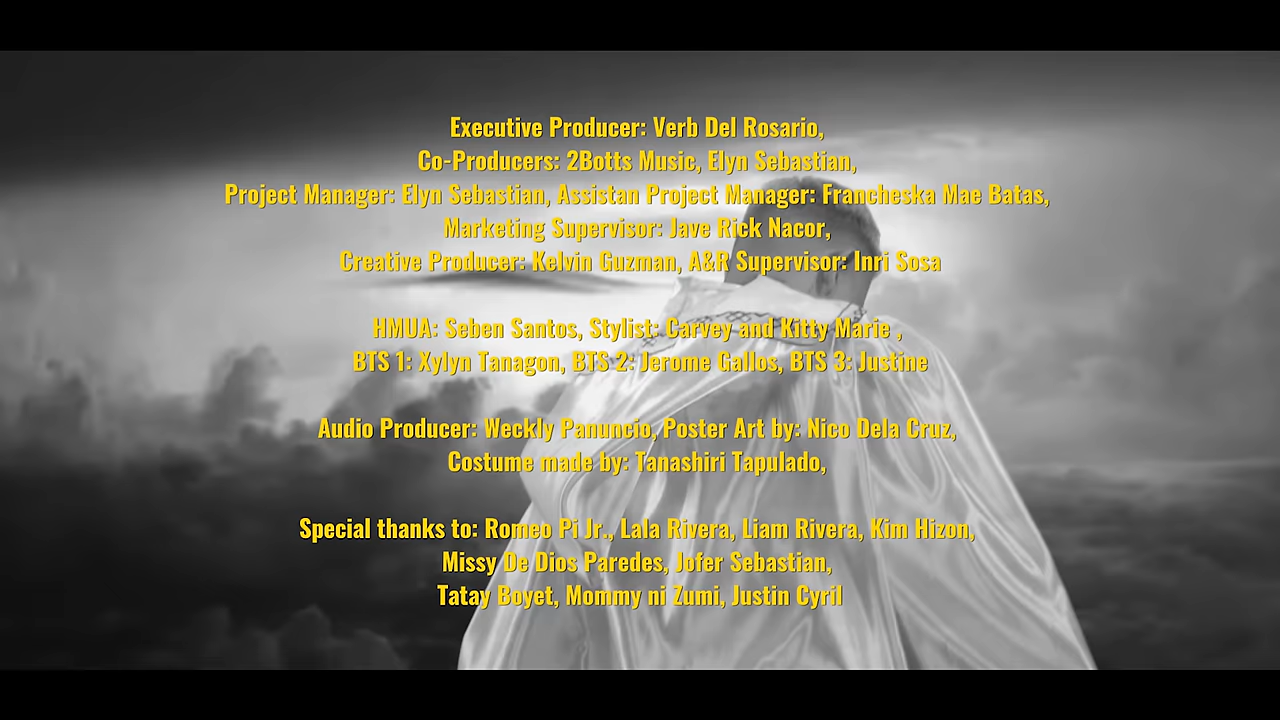 Executive Producer: Verb Del Rosario,
Co-Producers: 2Botts Music, Elyn Sebastian,
Project Manager: Elyn Sebastian, Assistan Project Manager: Francheska Mae Batas,
Marketing Supervisor: Jave Rick Nacor,
Creative Producer: Kelvin Guzman, A&R Supervisor: Inri Sosa
HMUA: Seben Santos, Stylist: Carvey and Kitty Marie ,
BTS 1: Xylyn Tanagon, BTS 2: Jerome Gallos, BTS 3: Justine
Audio Producer: Weckly Panuncio, Poster Art by: Nico Dela Cruz,
Costume made by: Tanashiri Tapulado,
Special thanks to: Romeo Pi Jr., Lala Rivera, Liam Rivera, Kim Hizon,
Missy De Dios Paredes, Jofer Sebastian,
Tatay Boyet, Mommy ni Zumi, Justin Cyril